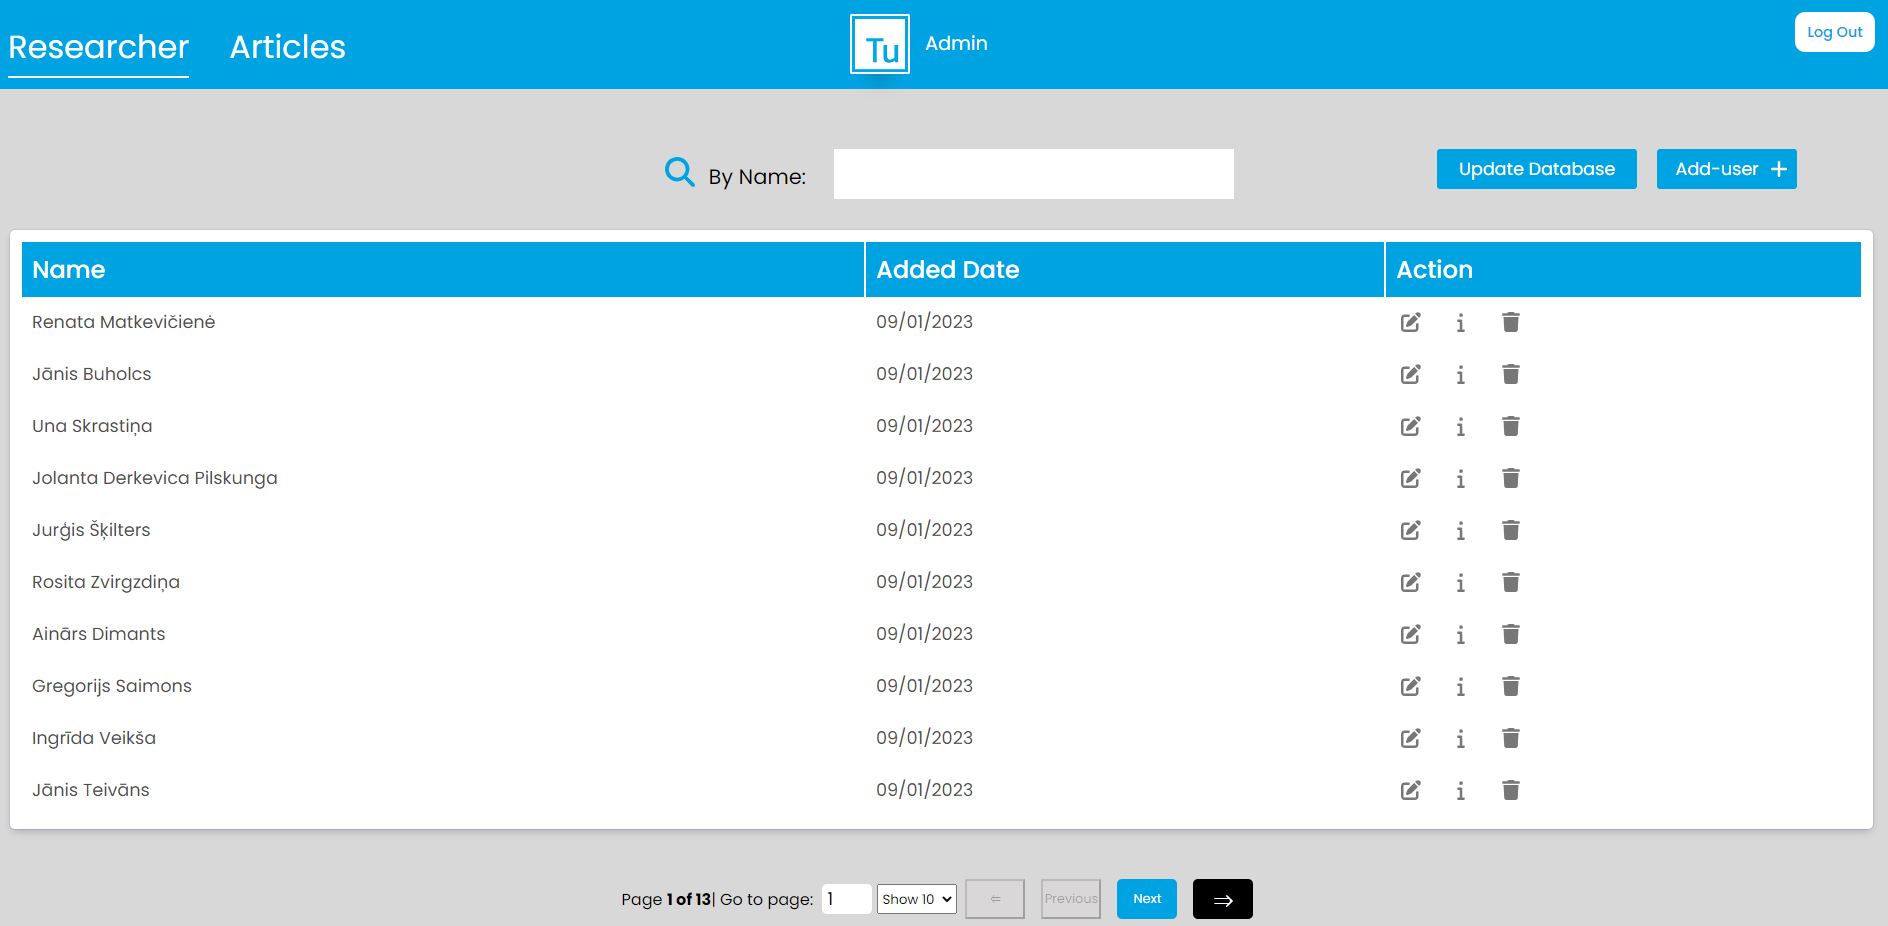 Researcher Articles Tu Admin Log Out
By Name: Update Database Add-user +
Name Added Date Action
Renata Matkevičienė 09/01/2023
Jānis Buholcs 09/01/2023
Una Skrastiņa 09/01/2023
Jolanta Derkevica Pilskunga 09/01/2023
Jurģis Šķilters 09/01/2023
Rosita Zvirgzdiņa 09/01/2023
Ainārs Dimants 09/01/2023
Gregorijs Saimons 09/01/2023
Ingrīda Veikša 09/01/2023
Jānis Teivāns 09/01/2023
Page 1 of 13| Go to page: 1 Show 10 ⇐ Previous Next ⇒